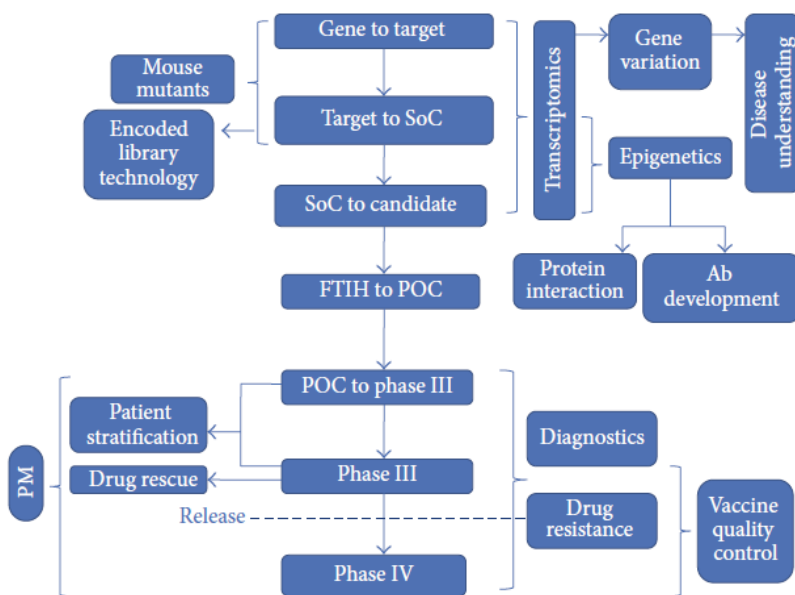 Gene to target
Mouse
mutants
Target to SoC
Encoded
library
technology
SoC to candidate
Transcriptomics
Gene
variation
Disease
understanding
Epigenetics
Protein
interaction
Ab
development
FTIH to POC
POC to phase III
Patient
stratification
Diagnostics
PM
Drug rescue
Phase III
Release
Drug
resistance
Vaccine
quality
control
Phase IV